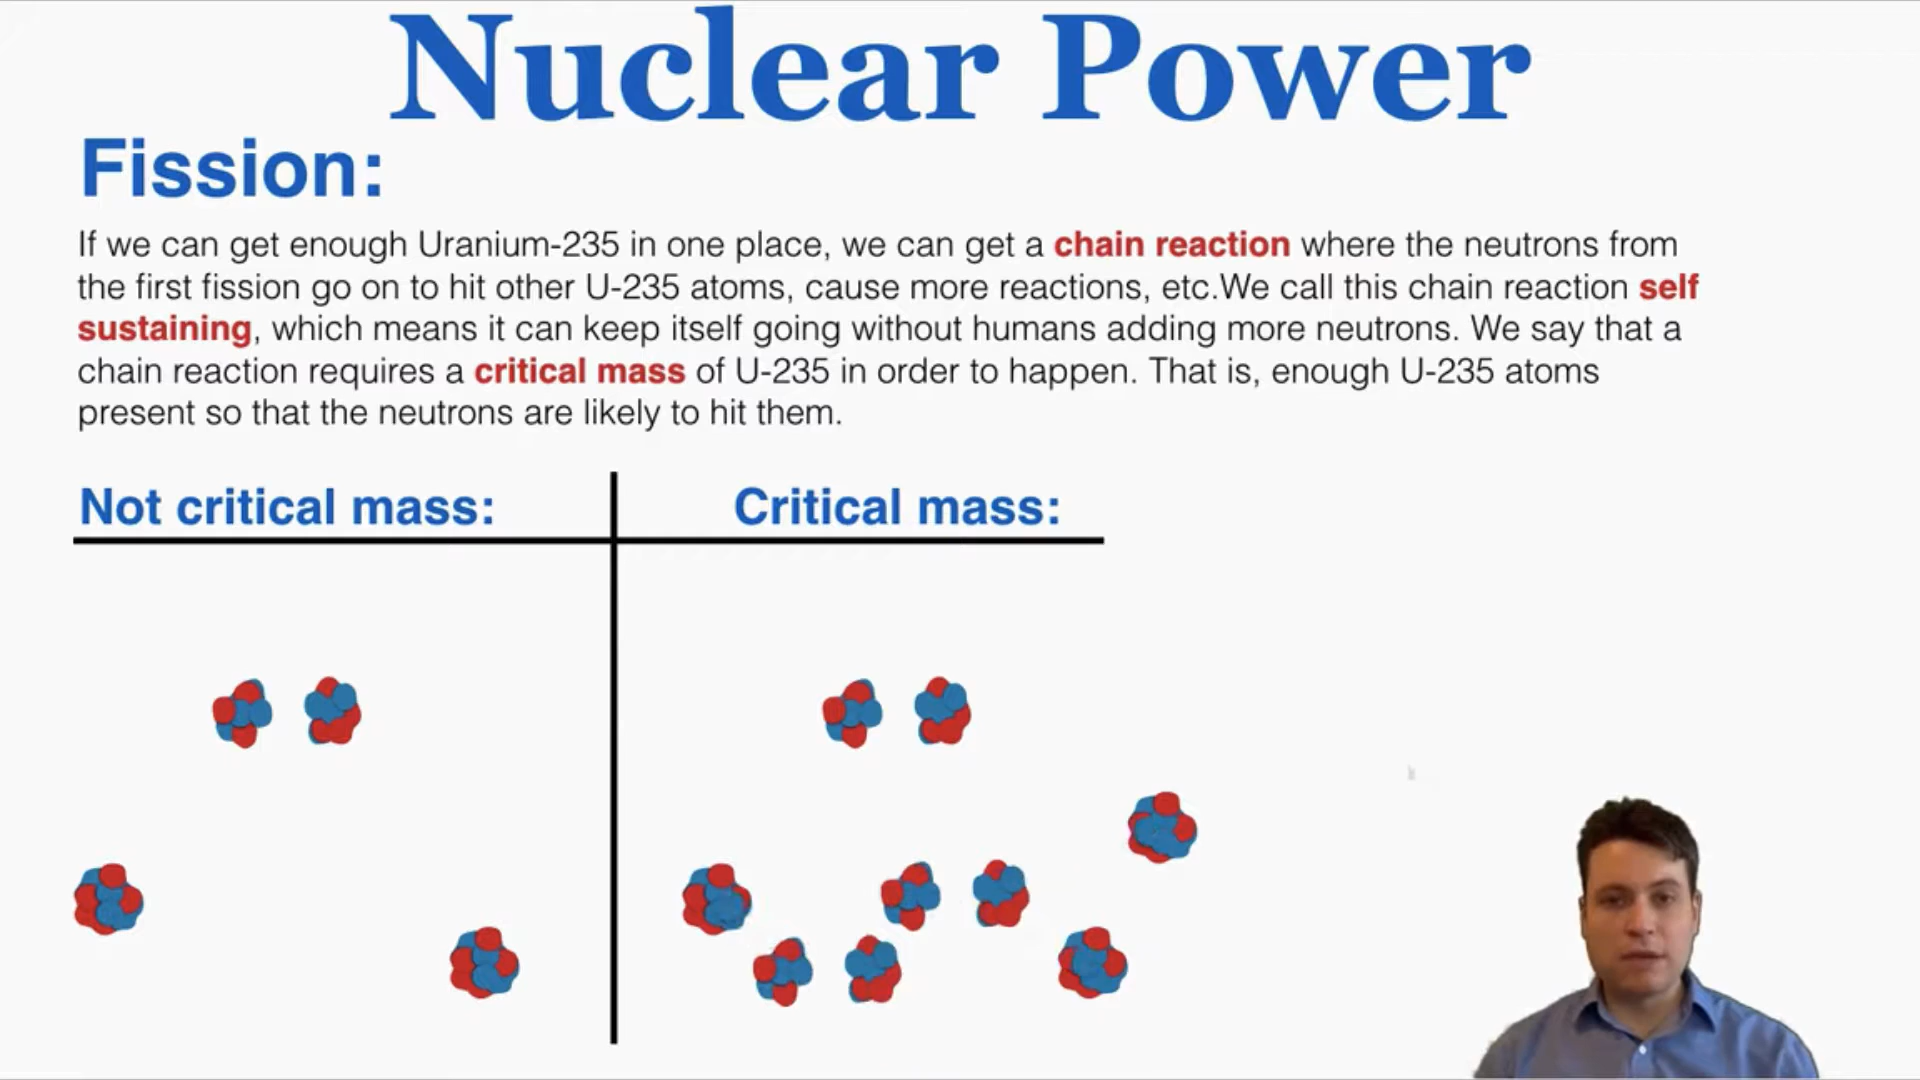 Nuclear Power
Fission:
If we can get enough Uranium-235 in one place, we can get a chain reaction where the neutrons from
the first fission go on to hit other U-235 atoms, cause more reactions, etc.We call this chain reaction self
sustaining, which means it can keep itself going without humans adding more neutrons. We say that a
chain reaction requires a critical mass of U-235 in order to happen. That is, enough U-235 atoms
present so that the neutrons are likely to hit them.
Not critical mass:
Critical mass: